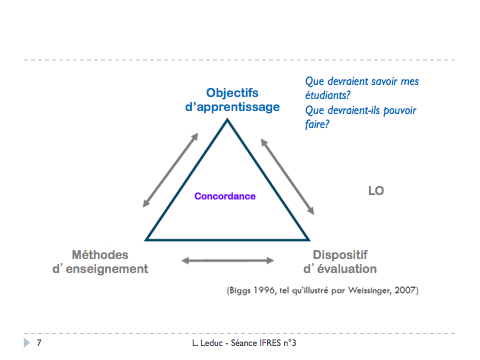 Que devraient savoir mes
étudiants?
Que devraient-ils pouvoir
faire?
Objectifs
d'apprentissage
Concordance
LO
Méthodes
d'enseignement
Dispositif
d'évaluation
(Biggs 1996, tel qu'illustré par Weissinger, 2007)
7
L. Leduc - Séance IFRES n°3